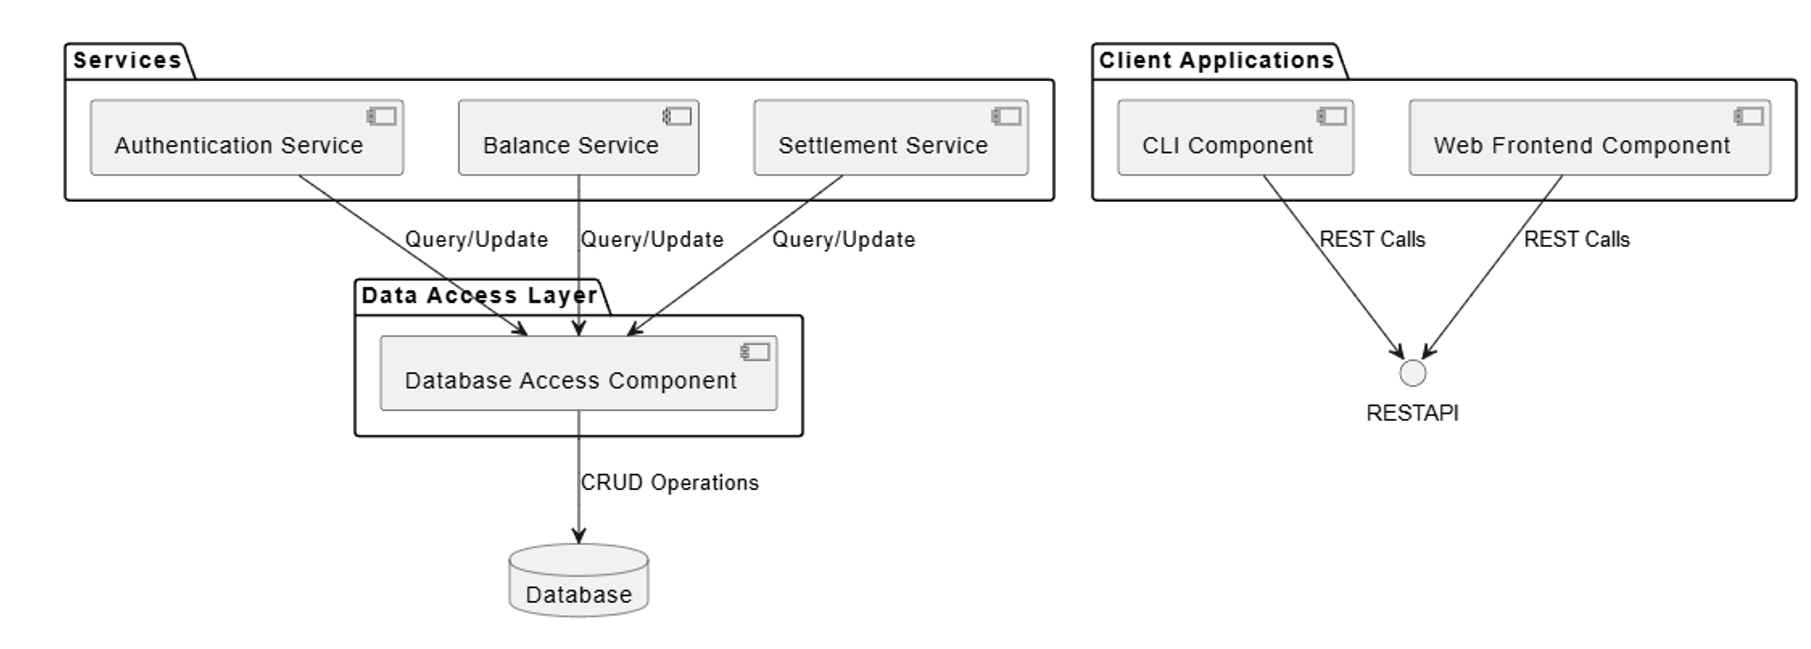 Services
Client Applications
Authentication Service
Balance Service
Settlement Service
CLI Component
Web Frontend Component
Query/Update
Query/Update
Query/Update
REST Calls
REST Calls
Data Access Layer
Database Access Component
RESTAPI
CRUD Operations
Database